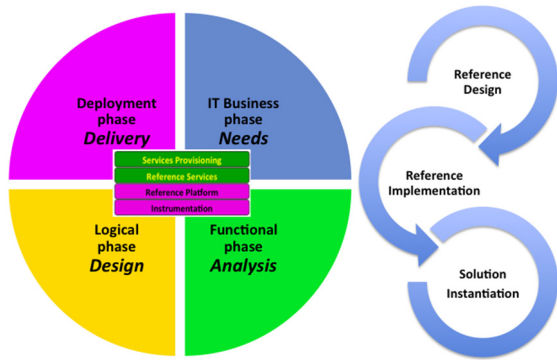 Deployment
phase
Delivery
IT Business
phase
Needs
Services Provisioning
Reference Services
Reference Platform
Instrumentation
Logical
phase
Design
Functional
phase
Analysis
Reference
Design
Reference
Implementation
Solution
Instantiation